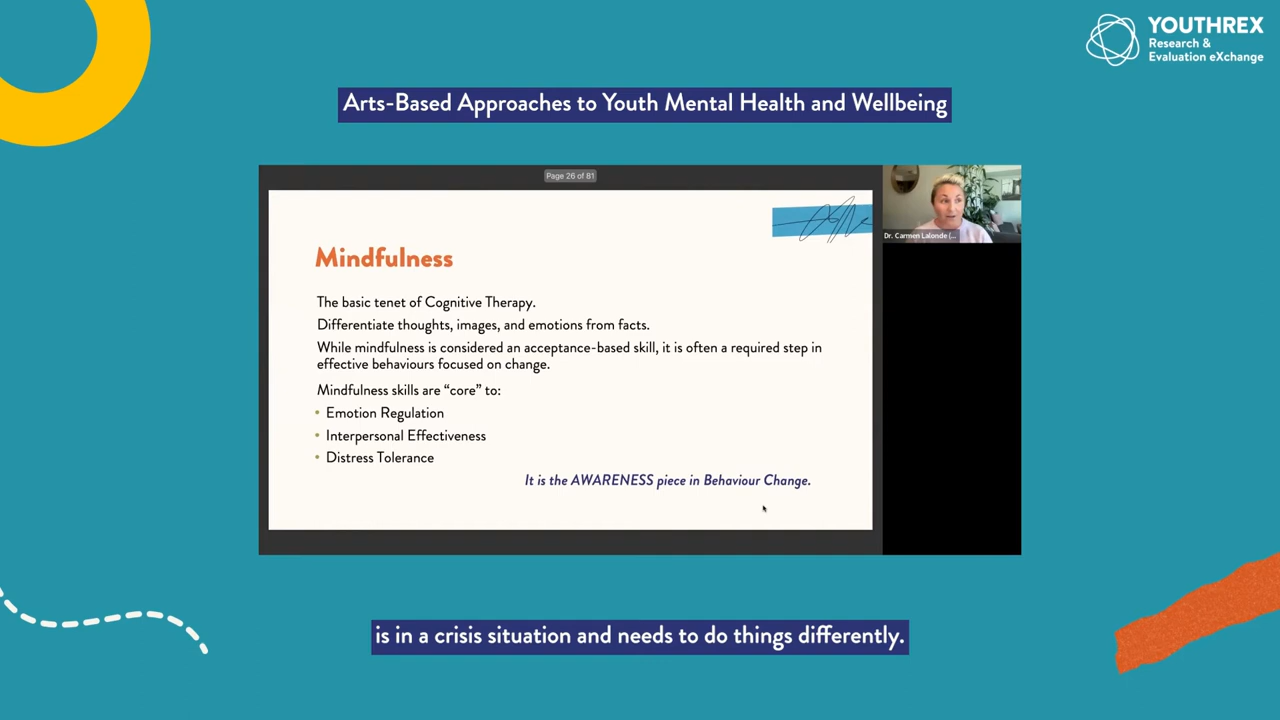 YOUTHREX
Research &
Evaluation eXchange
Arts-Based Approaches to Youth Mental Health and Wellbeing
Page 26 of 81
Mindfulness
The basic tenet of Cognitive Therapy.
Differentiate thoughts, images, and emotions from facts.
While mindfulness is considered an acceptance-based skill, it is often a required step in
effective behaviours focused on change.
Mindfulness skills are “core” to:
• Emotion Regulation
• Interpersonal Effectiveness
• Distress Tolerance
It is the AWARENESS piece in Behaviour Change.
Dr. Carmen Lalonde (...
is in a crisis situation and needs to do things differently.